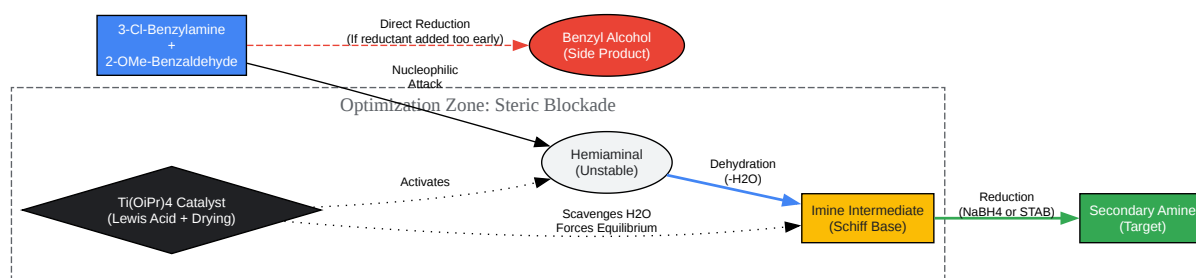 3-Cl-Benzylamine
+
2-OMe-Benzaldehyde
Direct Reduction
(If reductant added too early)
Benzyl Alcohol
(Side Product)
Nucleophilic
Attack
Optimization Zone: Steric Blockade
Hemiaminal
(Unstable)
Dehydration
(-H2O)
Ti(OiPr)4 Catalyst
(Lewis Acid + Drying)
Activates
Scavenges H2O
Forces Equilibrium
Imine Intermediate
(Schiff Base)
Reduction
(NaBH4 or STAB)
Secondary Amine
(Target)